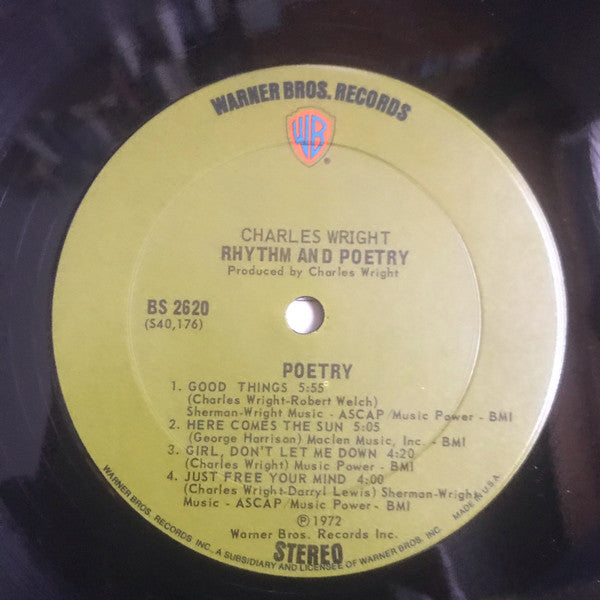 WARNER BROS. RECORDS
WB
®
CHARLES WRIGHT
RHYTHM AND POETRY
Produced by Charles Wright
BS 2620
(S40,176)
POETRY
1. GOOD THINGS 5:55
(Charles Wright-Robert Welch)
Sherman-Wright Music - ASCAP/Music Power - BMI
2. HERE COMES THE SUN 5:05
(George Harrison) Maclen Music, Inc. - BMI
3. GIRL, DON'T LET ME DOWN 4:20
(Charles Wright) Music Power - BMI
4. JUST FREE YOUR MIND 4:00
(Charles Wright-Darryl Lewis) Sherman-Wright
Music - ASCAP/Music Power - BMI
℗ 1972
Warner Bros. Records Inc.
STEREO
WARNER BROS. RECORDS INC. A SUBSIDIARY AND LICENSEE OF WARNER BROS. INC. MADE IN U.S.A.